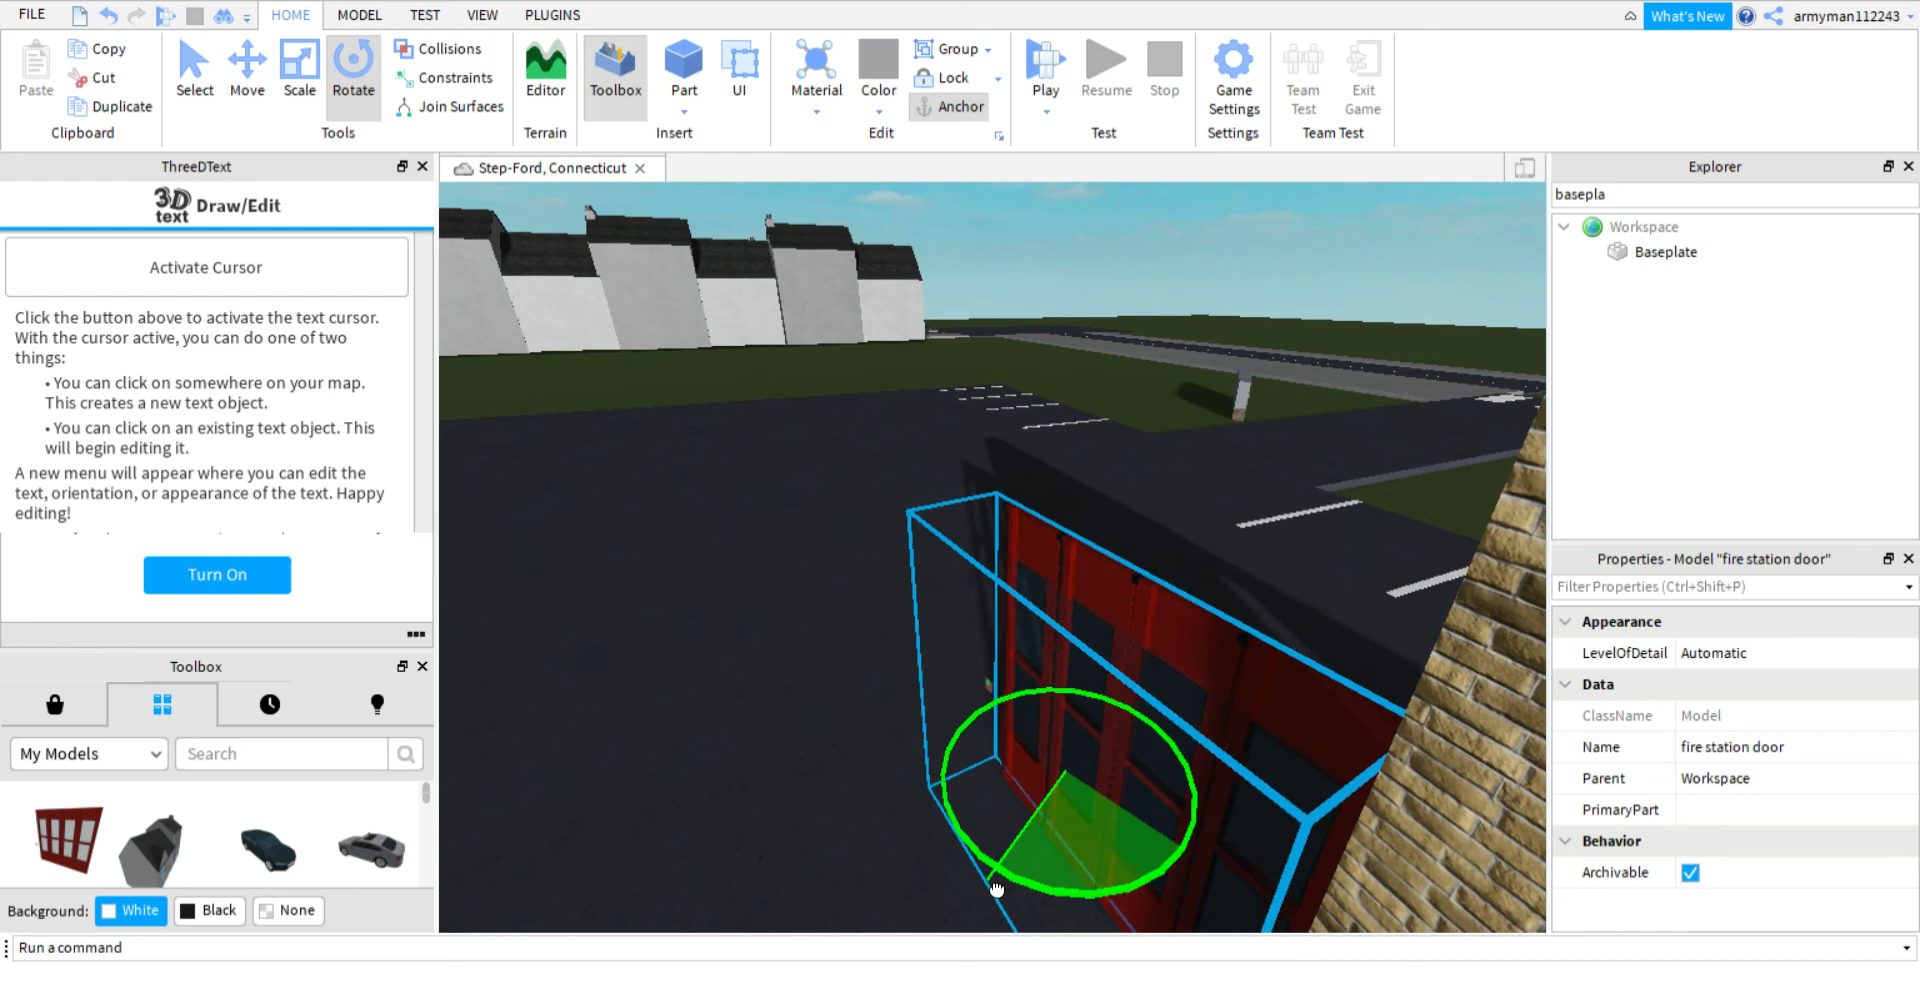 FILE
HOME
MODEL
TEST
VIEW
PLUGINS
What's New
armyman112243
Paste
Copy
Cut
Duplicate
Clipboard
Select
Move
Scale
Rotate
Collisions
Constraints
Join Surfaces
Tools
Editor
Terrain
Toolbox
Part
UI
Insert
Material
Color
Group
Lock
Anchor
Edit
Play
Resume
Stop
Test
Game
Settings
Settings
Team
Test
Exit
Game
Team Test
ThreeDText
3D
text
Draw/Edit
Activate Cursor
Click the button above to activate the text cursor.
With the cursor active, you can do one of two
things:
• You can click on somewhere on your map.
This creates a new text object.
• You can click on an existing text object. This
will begin editing it.
A new menu will appear where you can edit the
text, orientation, or appearance of the text. Happy
editing!
Turn On
Toolbox
My Models
Search
Background:
White
Black
None
Step-Ford, Connecticut
Explorer
basepla
Workspace
Baseplate
Properties - Model "fire station door"
Filter Properties (Ctrl+Shift+P)
Appearance
LevelOfDetail Automatic
Data
ClassName Model
Name fire station door
Parent Workspace
PrimaryPart
Behavior
Archivable
Run a command